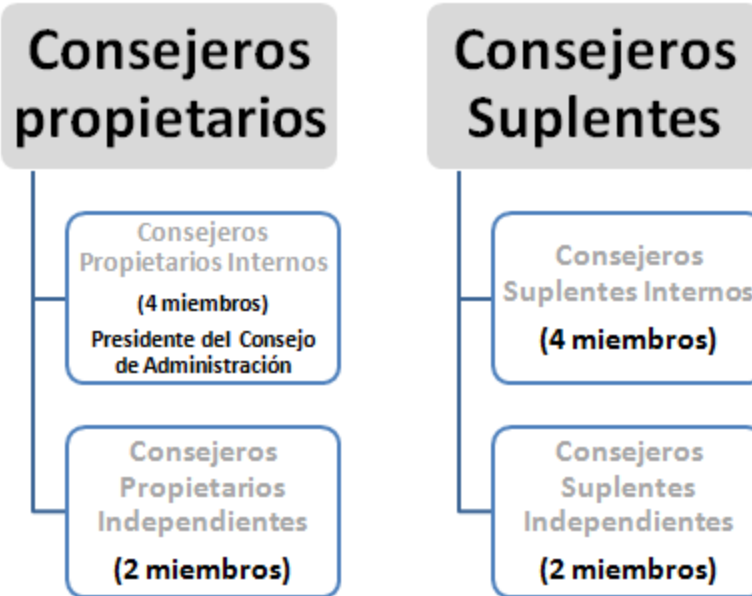 Consejeros
propietarios
Consejeros
Propietarios Internos
(4 miembros)
Presidente del Consejo
de Administración
Consejeros
Propietarios
Independientes
(2 miembros)
Consejeros
Suplentes
Consejeros
Suplentes Internos
(4 miembros)
Consejeros
Suplentes
Independientes
(2 miembros)